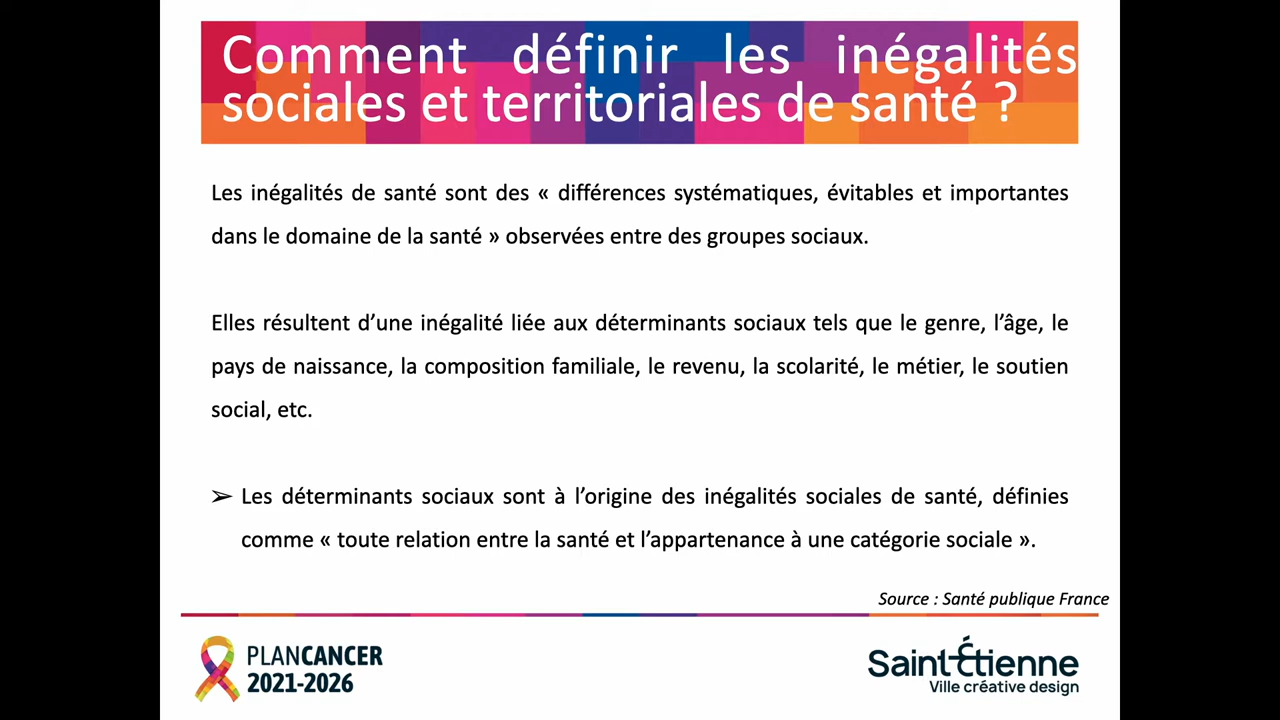 Comment définir les inégalités
sociales et territoriales de santé ?
Les inégalités de santé sont des « différences systématiques, évitables et importantes
dans le domaine de la santé » observées entre des groupes sociaux.
Elles résultent d’une inégalité liée aux déterminants sociaux tels que le genre, l’âge, le
pays de naissance, la composition familiale, le revenu, la scolarité, le métier, le soutien
social, etc.
➢ Les déterminants sociaux sont à l’origine des inégalités sociales de santé, définies
comme « toute relation entre la santé et l’appartenance à une catégorie sociale ».
Source : Santé publique France
PLANCANCER
2021-2026
Saint-Étienne
Ville créative design